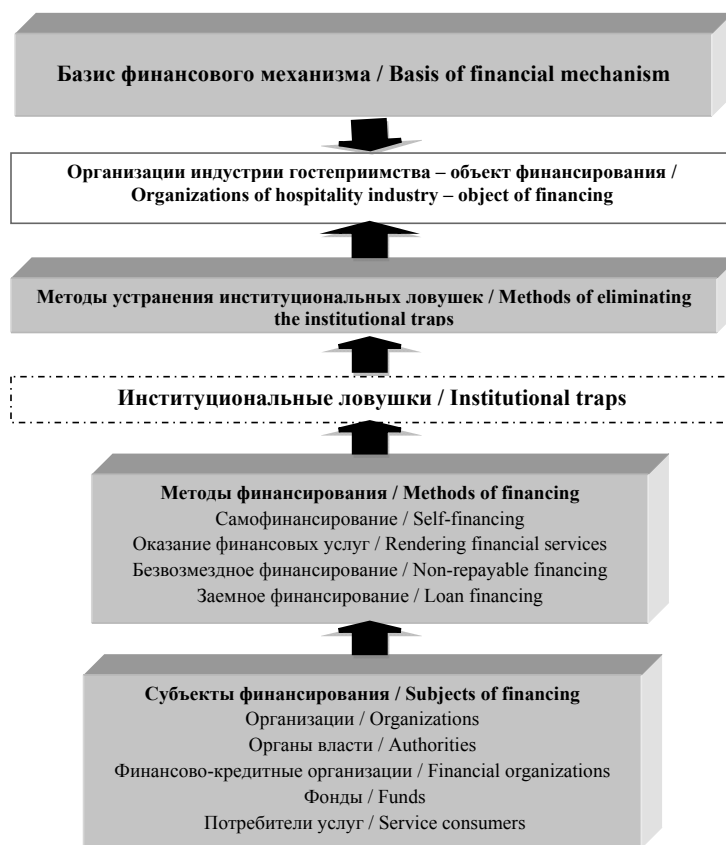 Базис финансового механизма / Basis of financial mechanism
Организации индустрии гостеприимства – объект финансирования /
Organizations of hospitality industry – object of financing
Методы устранения институциональных ловушек / Methods of eliminating
the institutional traps
Институциональные ловушки / Institutional traps
Методы финансирования / Methods of financing
Самофинансирование / Self-financing
Оказание финансовых услуг / Rendering financial services
Безвозмездное финансирование / Non-repayable financing
Заемное финансирование / Loan financing
Субъекты финансирования / Subjects of financing
Организации / Organizations
Органы власти / Authorities
Финансово-кредитные организации / Financial organizations
Фонды / Funds
Потребители услуг / Service consumers